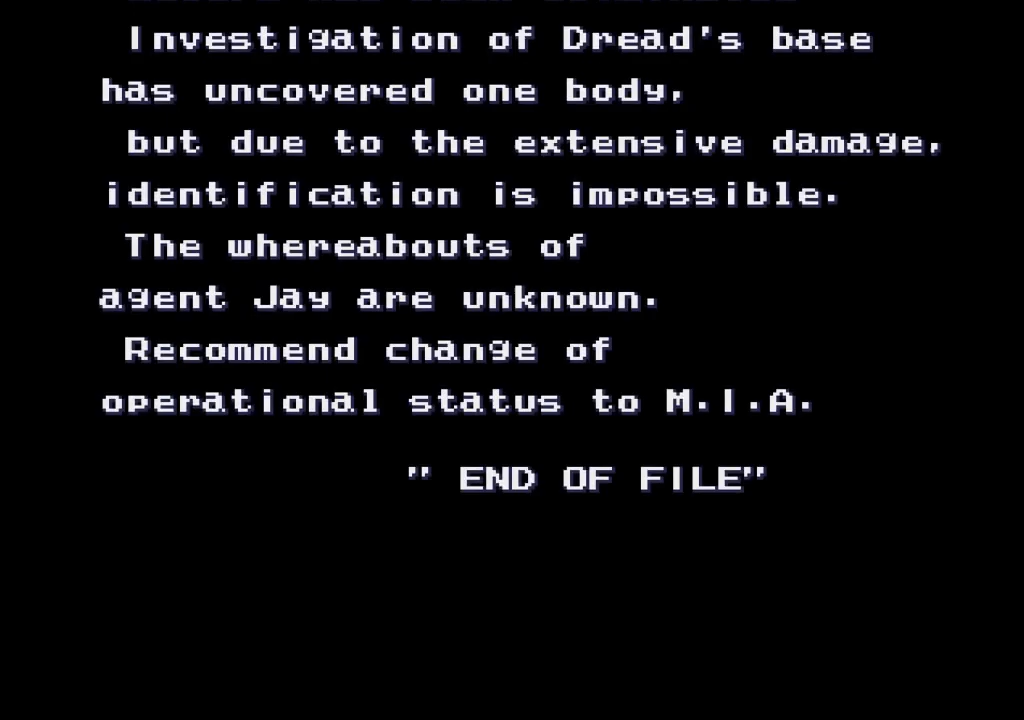 Investigation of Dread's base
has uncovered one body,
but due to the extensive damage,
identification is impossible.
The whereabouts of
agent Jay are unknown.
Recommend change of
operational status to M.I.A.
" END OF FILE"